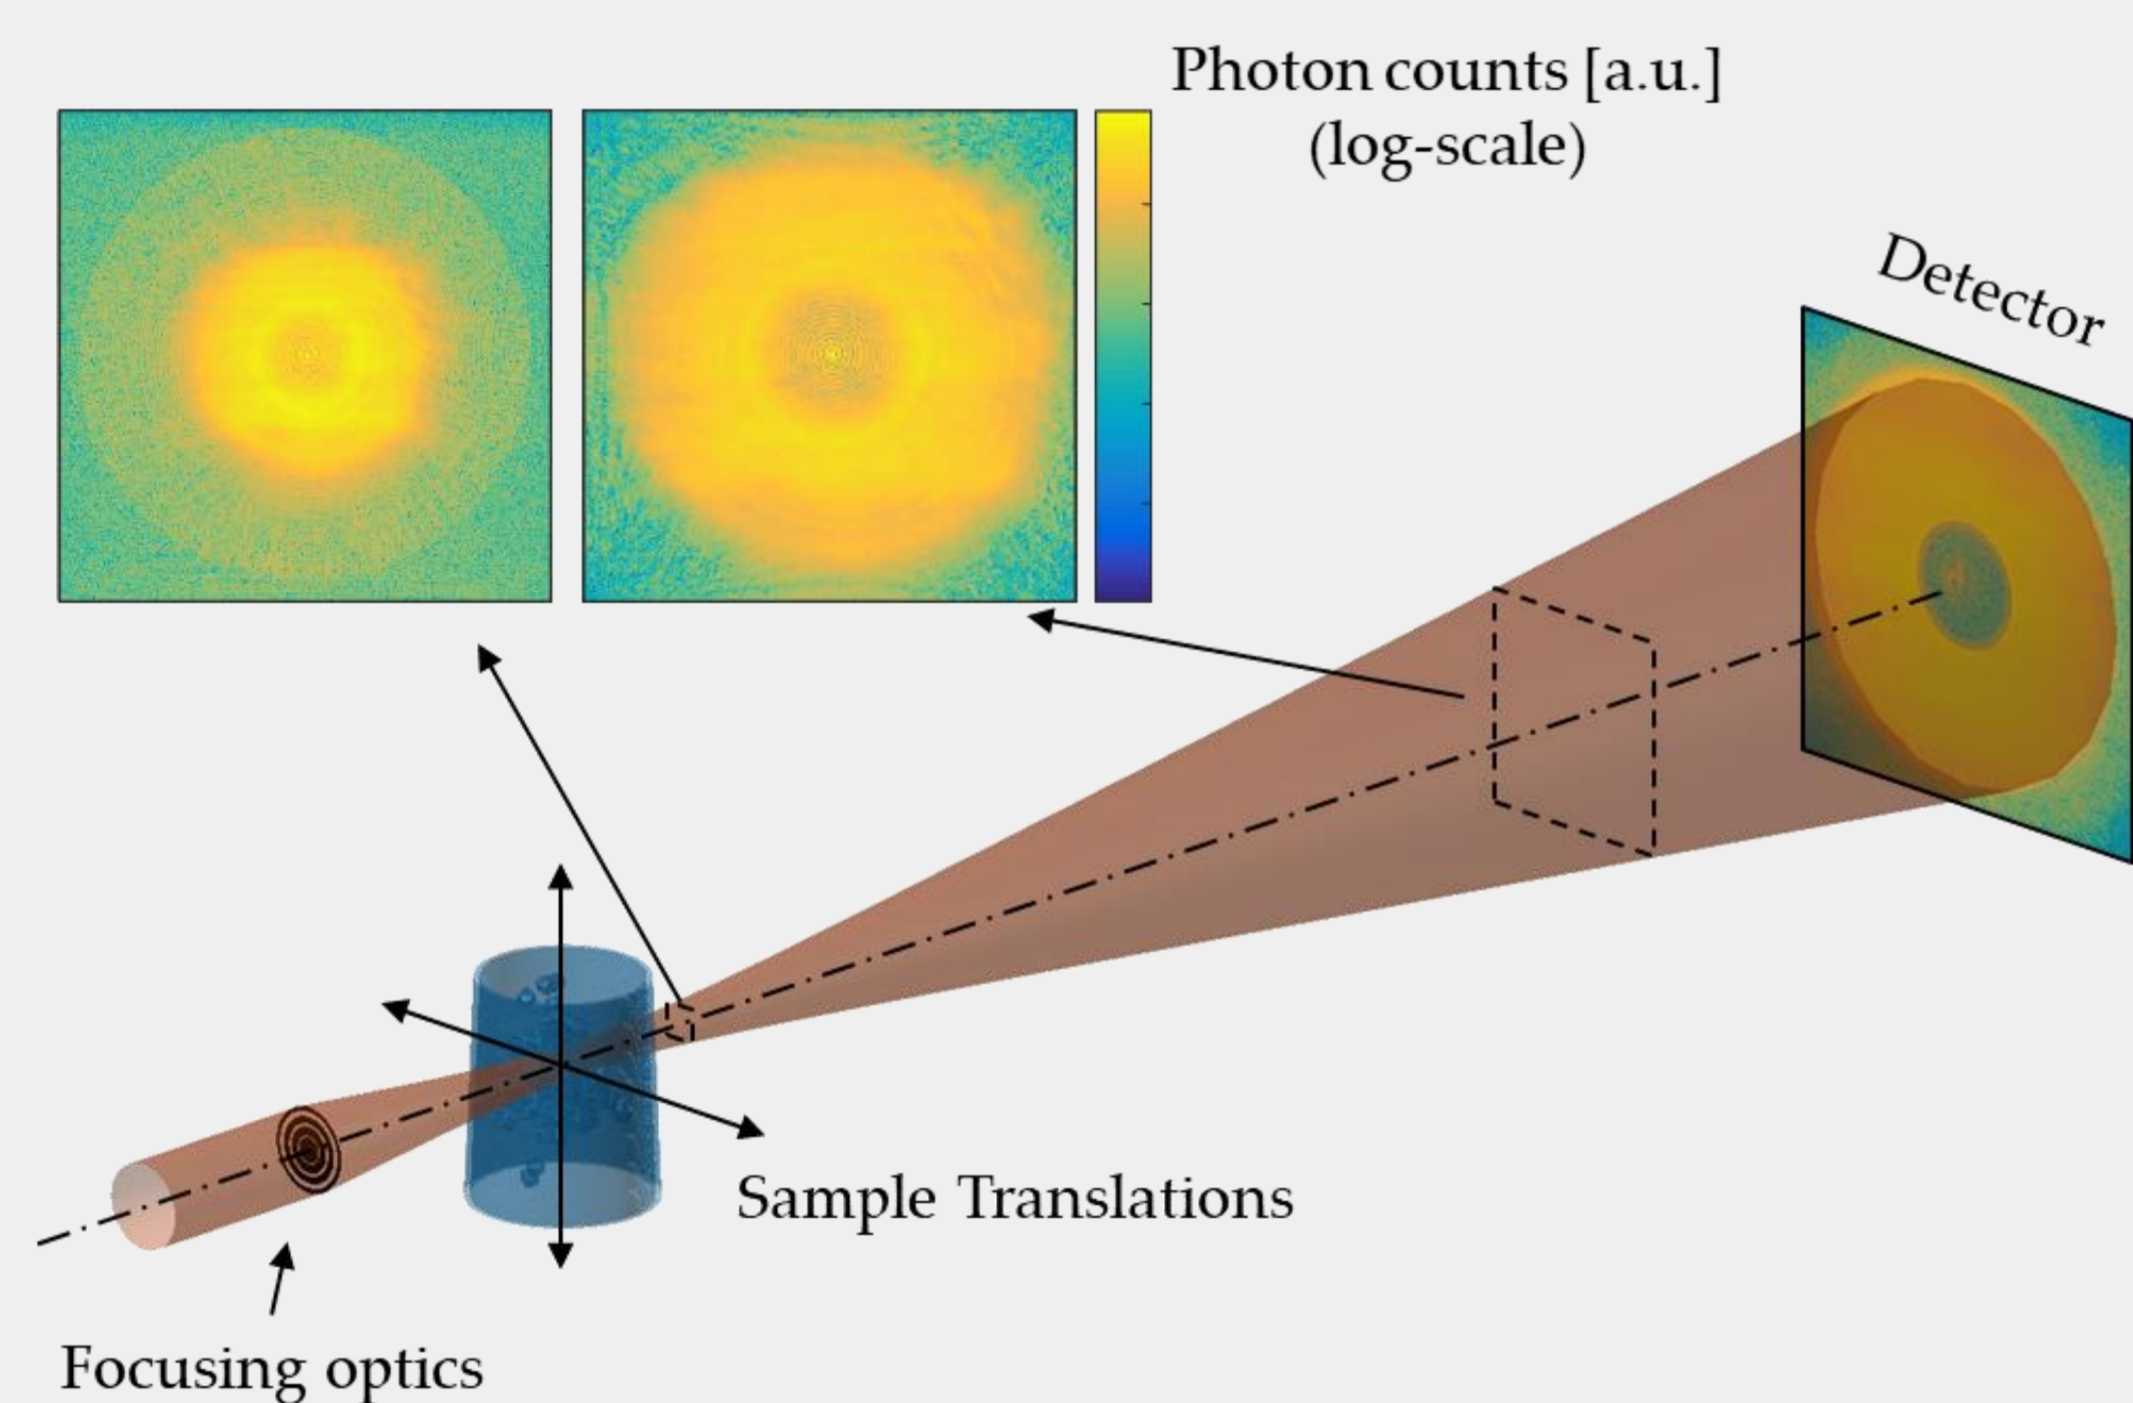 Photon counts [a.u.]
(log-scale)
Detector
Sample Translations
Focusing optics